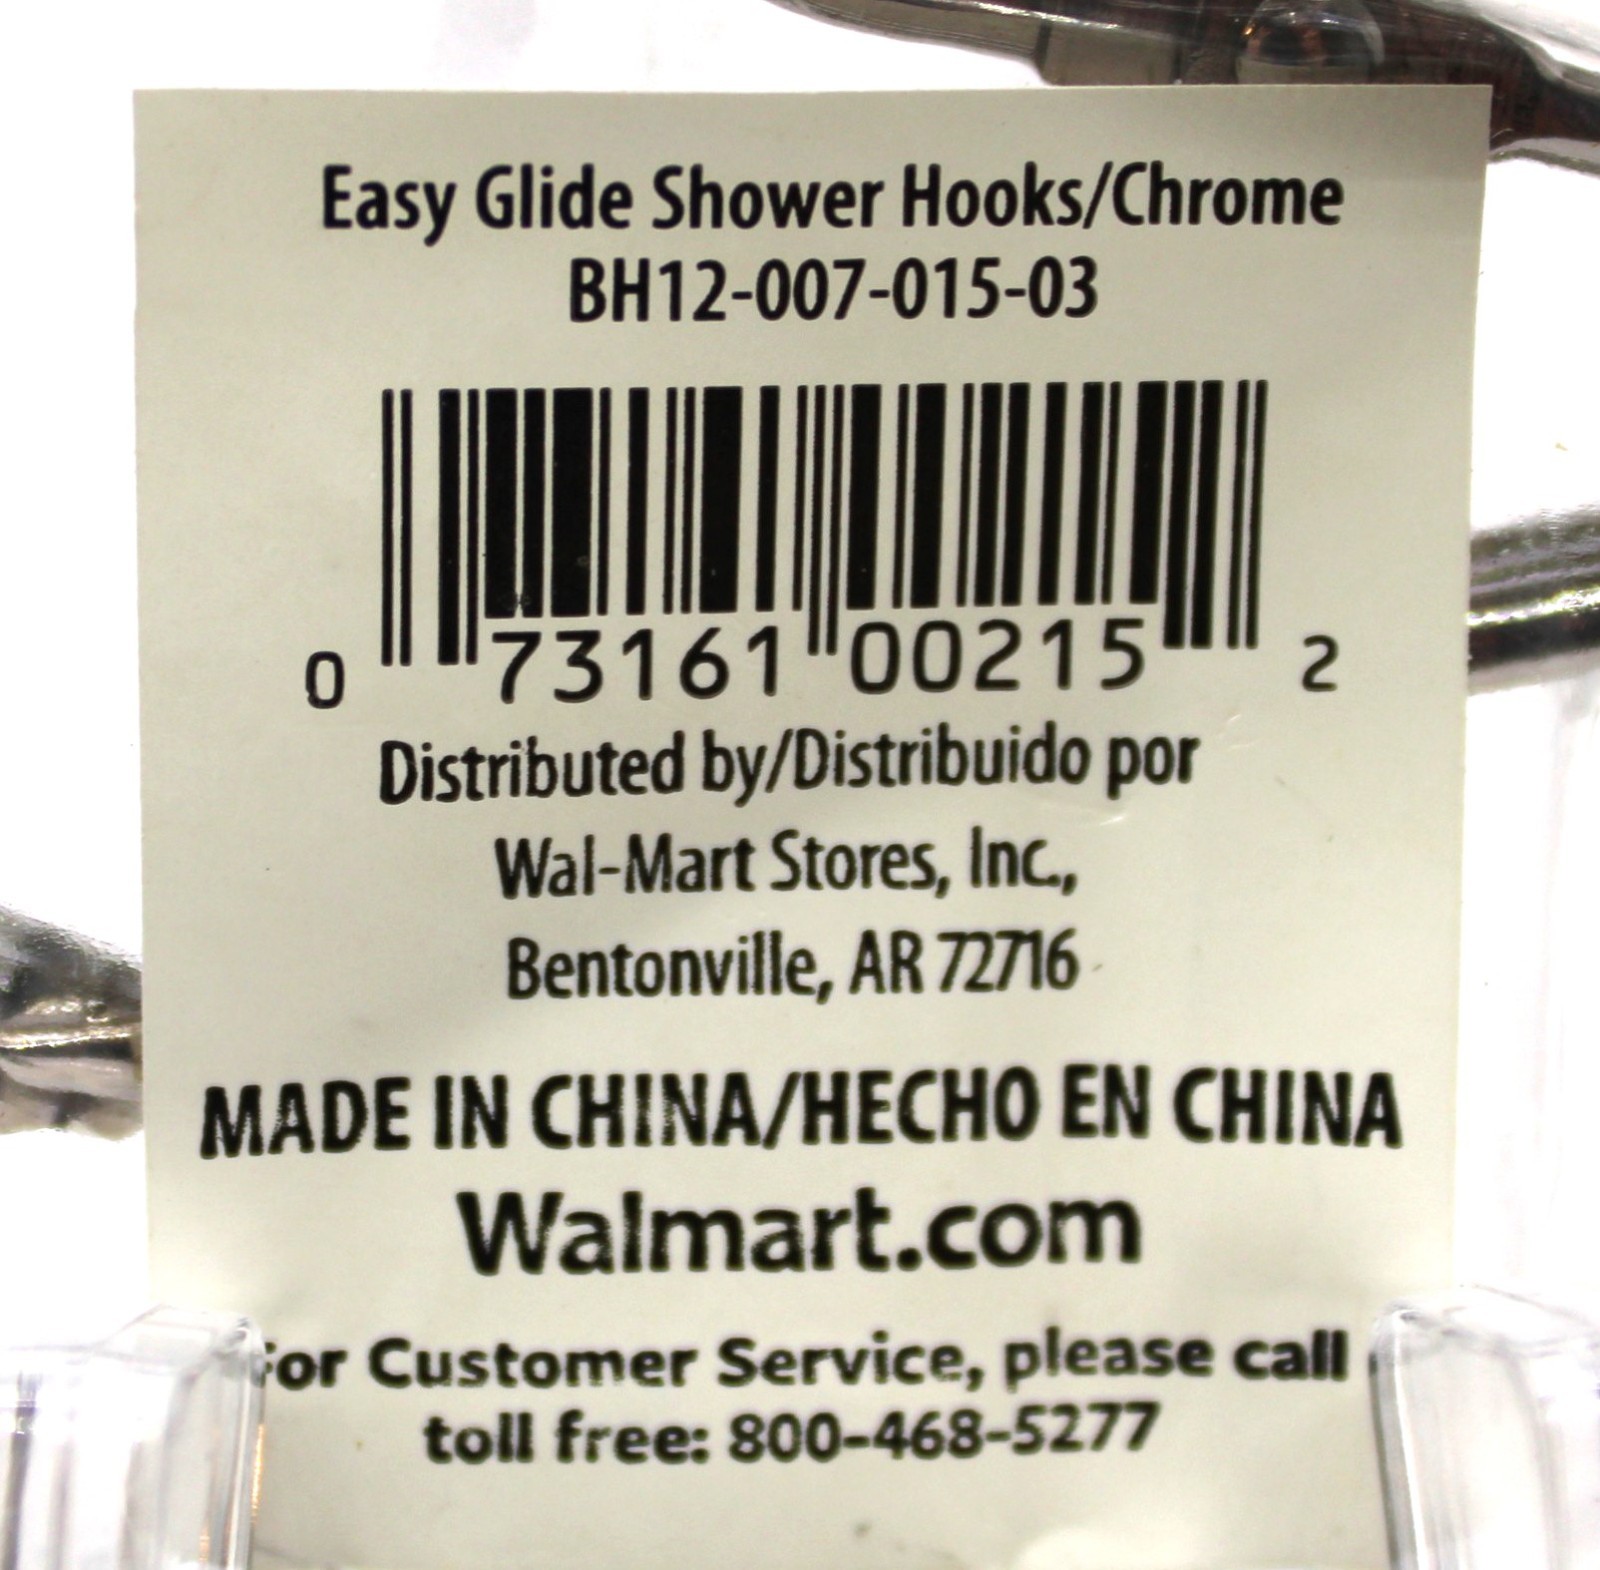 Easy Glide Shower Hooks/Chrome
BH12-007-015-03
0 73161 00215 2
Distributed by/Distribuido por
Wal-Mart Stores, Inc.,
Bentonville, AR 72716
MADE IN CHINA/HECHO EN CHINA
Walmart.com
For Customer Service, please call
toll free: 800-468-5277